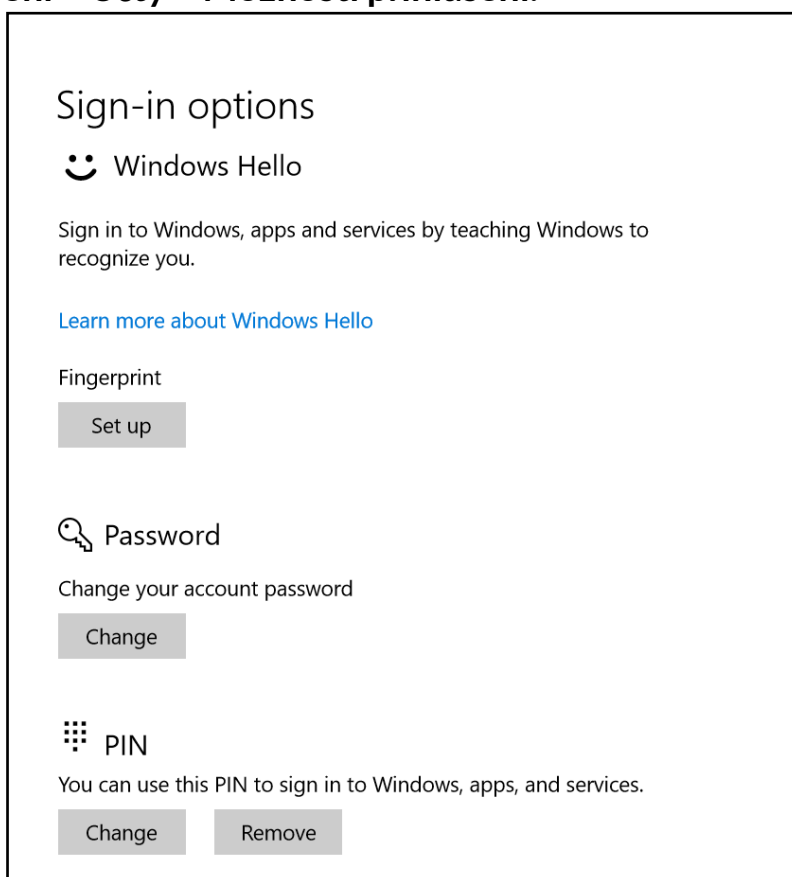 Sign-in options
Windows Hello
Sign in to Windows, apps and services by teaching Windows to
recognize you.
Learn more about Windows Hello
Fingerprint
Set up
Password
Change your account password
Change
PIN
You can use this PIN to sign in to Windows, apps, and services.
Change Remove